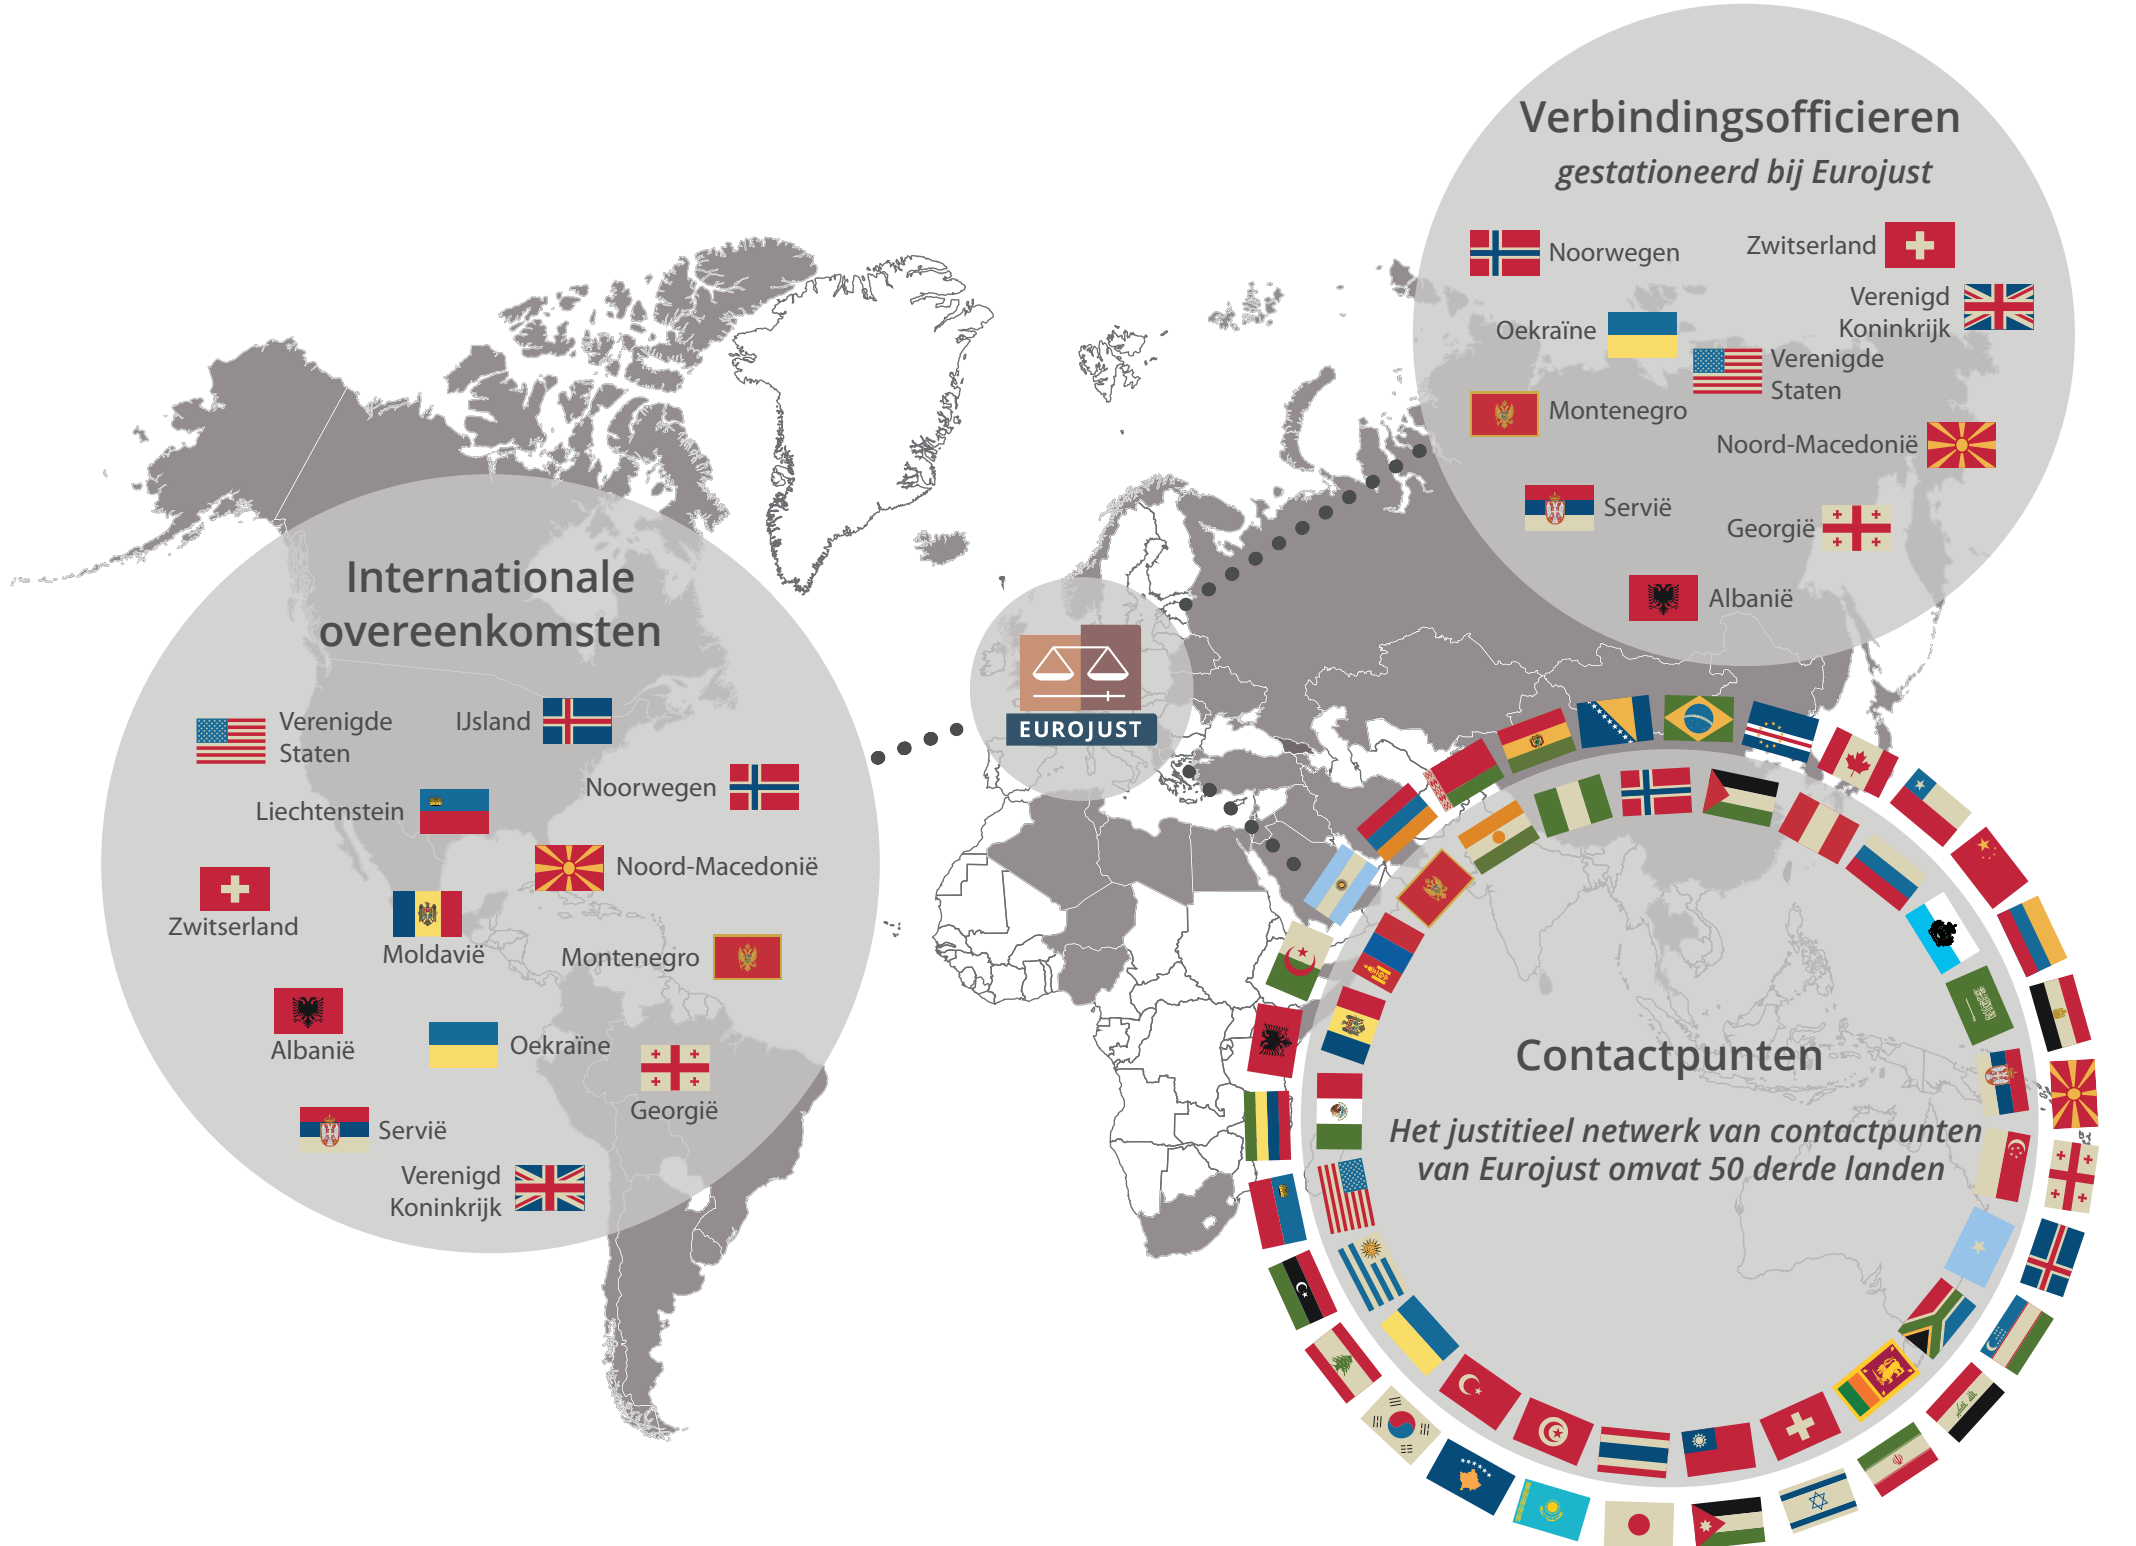 Verbindingsofficieren
gestationeerd bij Eurojust
Noorwegen
Zwitserland
Verenigd
Koninkrijk
Oekraïne
Verenigde
Staten
Montenegro
Noord-Macedonië
Servië
Georgië
Albanië
Internationale
overeenkomsten
Verenigde
Staten
IJsland
Noorwegen
Liechtenstein
Noord-Macedonië
Zwitserland
Moldavië
Montenegro
Albanië
Oekraïne
Georgië
Servië
Verenigd
Koninkrijk
EUROJUST
Contactpunten
Het justitieel netwerk van contactpunten
van Eurojust omvat 50 derde landen